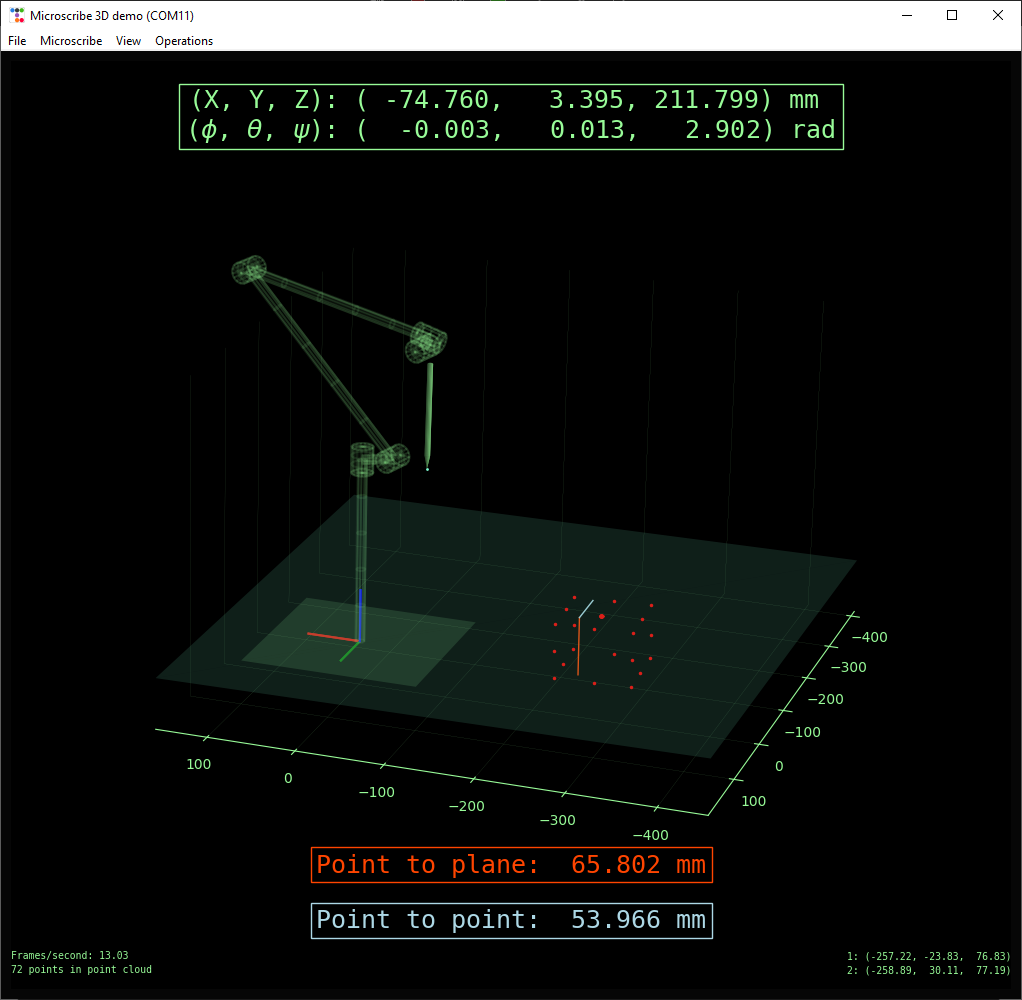 Microscribe 3D demo (COM11)
File Microscribe View Operations
(X, Y, Z): ( -74.760, 3.395, 211.799) mm
(ϕ, θ, ψ): ( -0.003, 0.013, 2.902) rad
−400
−300
−200
−100
0
100
100
0
−100
−200
−300
−400
Point to plane: 65.802 mm
Point to point: 53.966 mm
Frames/second: 13.03
72 points in point cloud
1: (-257.22, -23.83, 76.83)
2: (-258.89, 30.11, 77.19)